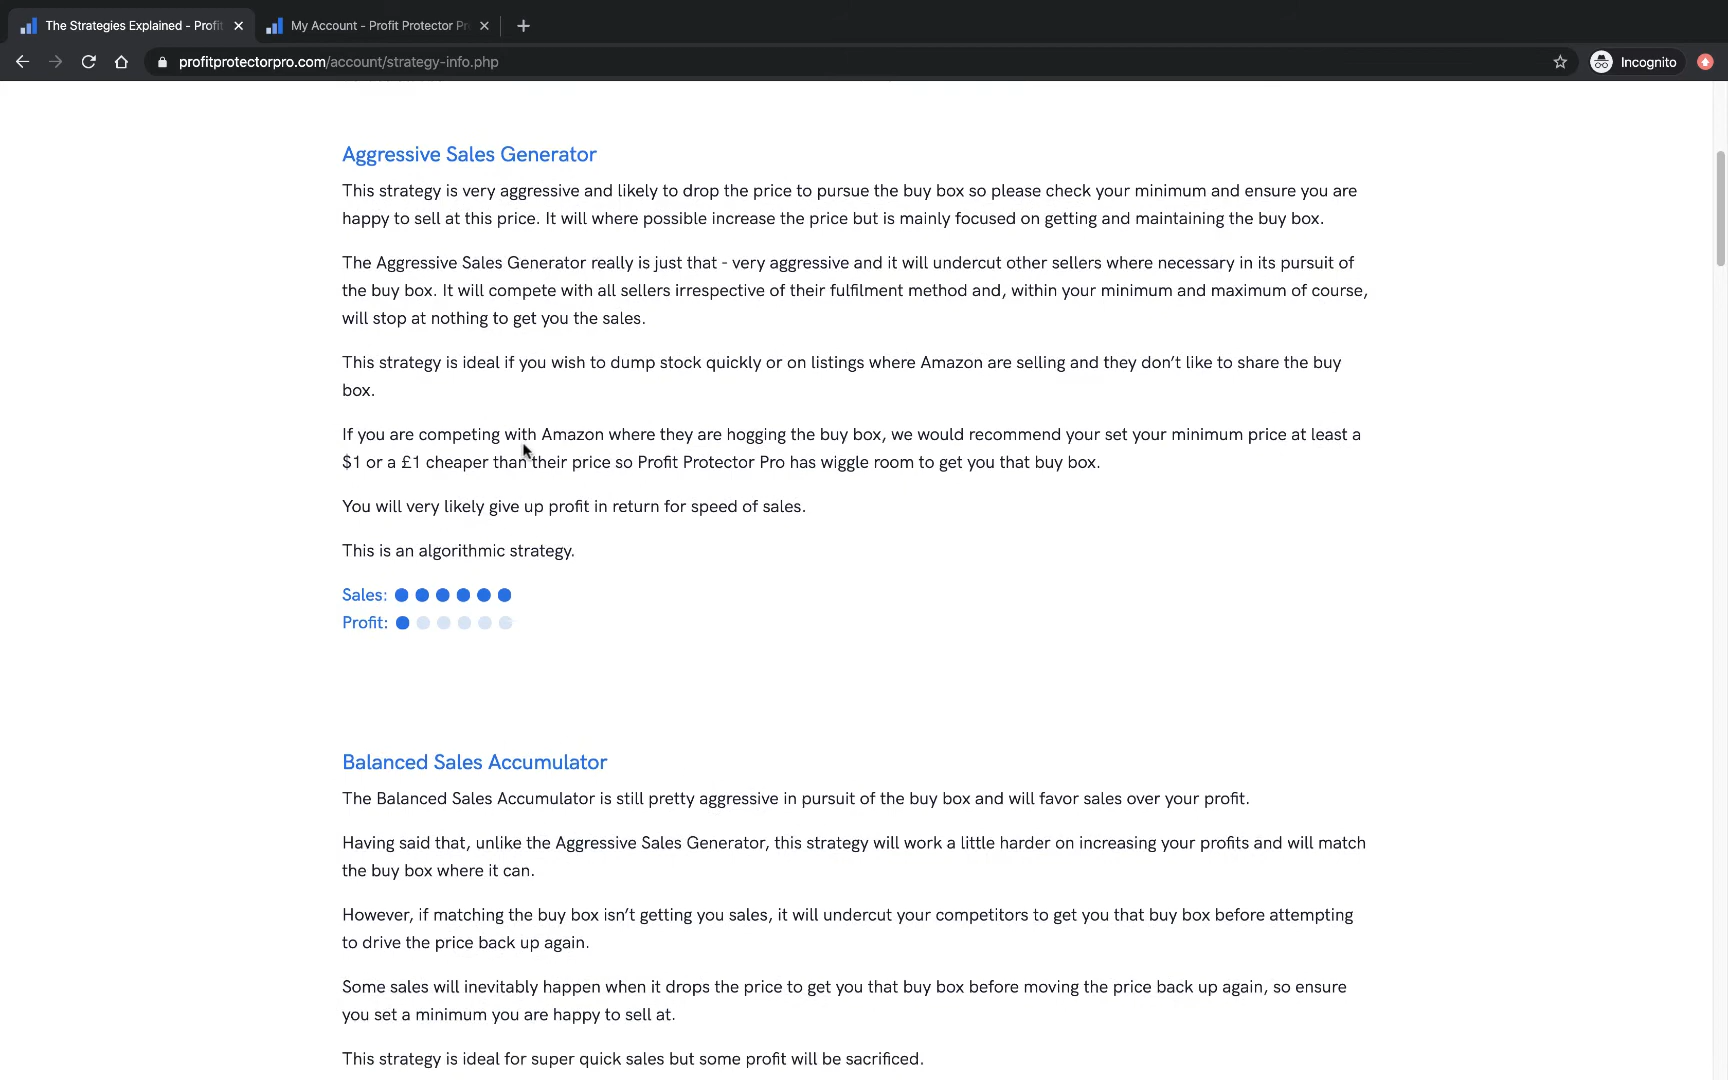 The Strategies Explained - Profi
My Account - Profit Protector Pr
profitprotectorpro.com/account/strategy-info.php
Incognito
Aggressive Sales Generator
This strategy is very aggressive and likely to drop the price to pursue the buy box so please check your minimum and ensure you are
happy to sell at this price. It will where possible increase the price but is mainly focused on getting and maintaining the buy box.
The Aggressive Sales Generator really is just that - very aggressive and it will undercut other sellers where necessary in its pursuit of
the buy box. It will compete with all sellers irrespective of their fulfilment method and, within your minimum and maximum of course,
will stop at nothing to get you the sales.
This strategy is ideal if you wish to dump stock quickly or on listings where Amazon are selling and they don’t like to share the buy
box.
If you are competing with Amazon where they are hogging the buy box, we would recommend your set your minimum price at least a
$1 or a £1 cheaper than their price so Profit Protector Pro has wiggle room to get you that buy box.
You will very likely give up profit in return for speed of sales.
This is an algorithmic strategy.
Sales:
Profit:
Balanced Sales Accumulator
The Balanced Sales Accumulator is still pretty aggressive in pursuit of the buy box and will favor sales over your profit.
Having said that, unlike the Aggressive Sales Generator, this strategy will work a little harder on increasing your profits and will match
the buy box where it can.
However, if matching the buy box isn’t getting you sales, it will undercut your competitors to get you that buy box before attempting
to drive the price back up again.
Some sales will inevitably happen when it drops the price to get you that buy box before moving the price back up again, so ensure
you set a minimum you are happy to sell at.
This strategy is ideal for super quick sales but some profit will be sacrificed.